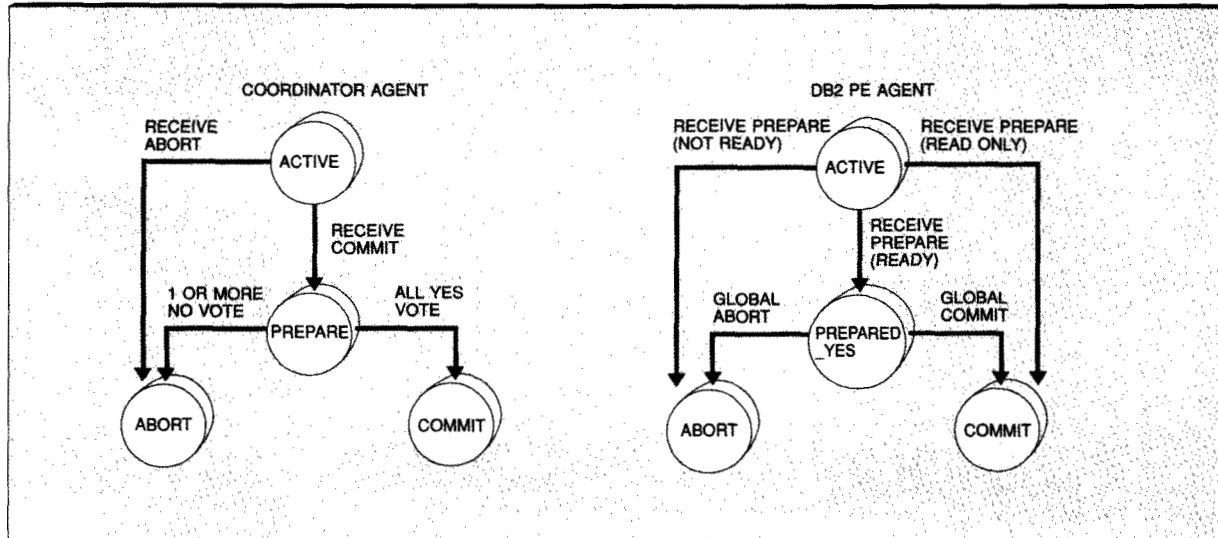 COORDINATOR AGENT
RECEIVE
ABORT
ACTIVE
RECEIVE
COMMIT
1 OR MORE
NO VOTE
ALL YES
VOTE
PREPARE
ABORT
COMMIT
DB2 PE AGENT
RECEIVE PREPARE
(NOT READY)
RECEIVE PREPARE
(READ ONLY)
ACTIVE
RECEIVE
PREPARE
(READY)
GLOBAL
ABORT
GLOBAL
COMMIT
PREPARED
_YES
ABORT
COMMIT